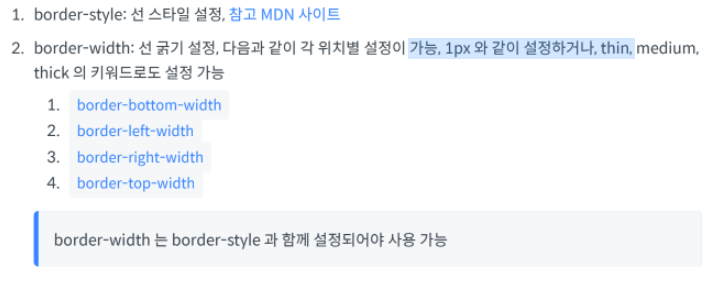 1. border-style: 선 스타일 설정, 참고 MDN 사이트
2. border-width: 선 굵기 설정, 다음과 같이 각 위치별 설정이 가능, 1px 와 같이 설정하거나, thin, medium,
thick 의 키워드로도 설정 가능
1. border-bottom-width
2. border-left-width
3. border-right-width
4. border-top-width
border-width 는 border-style 과 함께 설정되어야 사용 가능